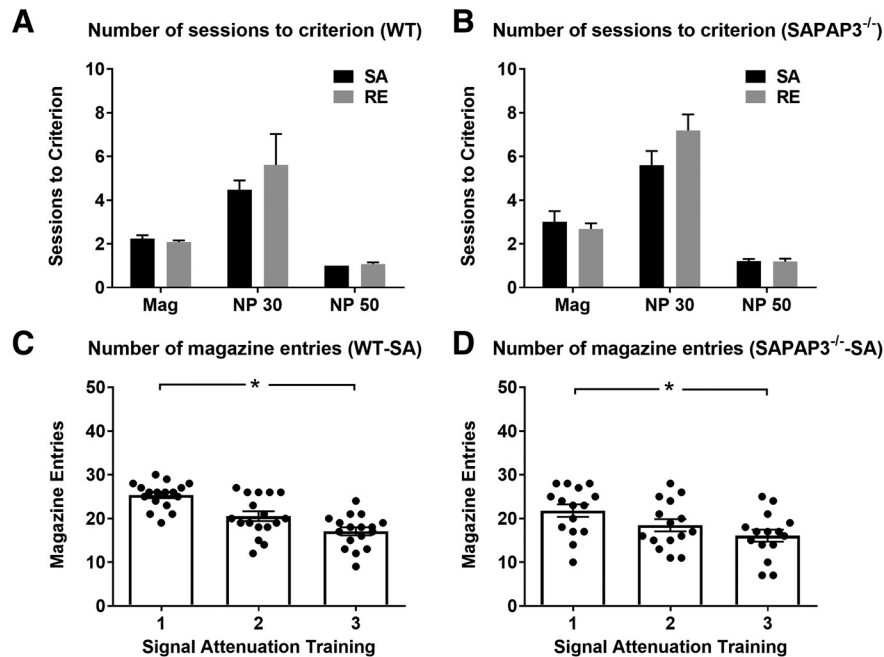 A Number of sessions to criterion (WT)
Sessions to Criterion
10
8
6
4
2
0
SA
RE
Mag NP 30 NP 50
B Number of sessions to criterion (SAPAP3-/-)
Sessions to Criterion
10
8
6
4
2
0
SA
RE
Mag NP 30 NP 50
C Number of magazine entries (WT-SA)
Magazine Entries
50
40
30
20
10
0
*
1 2 3
Signal Attenuation Training
D Number of magazine entries (SAPAP3-/--SA)
Magazine Entries
50
40
30
20
10
0
*
1 2 3
Signal Attenuation Training